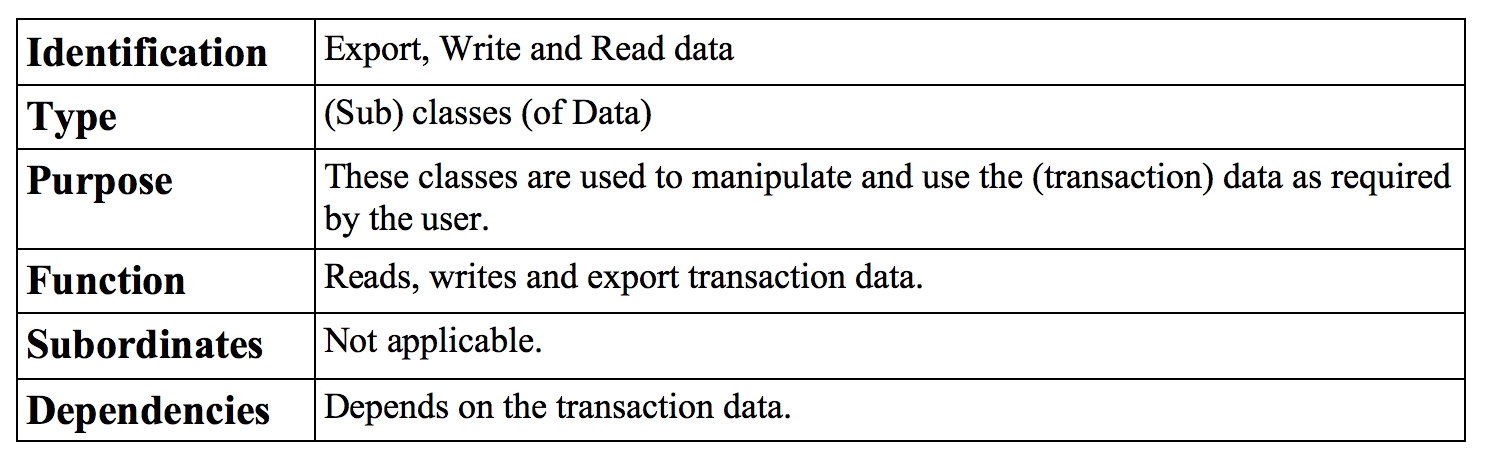 Identification Export, Write and Read data
Type (Sub) classes (of Data)
Purpose These classes are used to manipulate and use the (transaction) data as required
by the user.
Function Reads, writes and export transaction data.
Subordinates Not applicable.
Dependencies Depends on the transaction data.